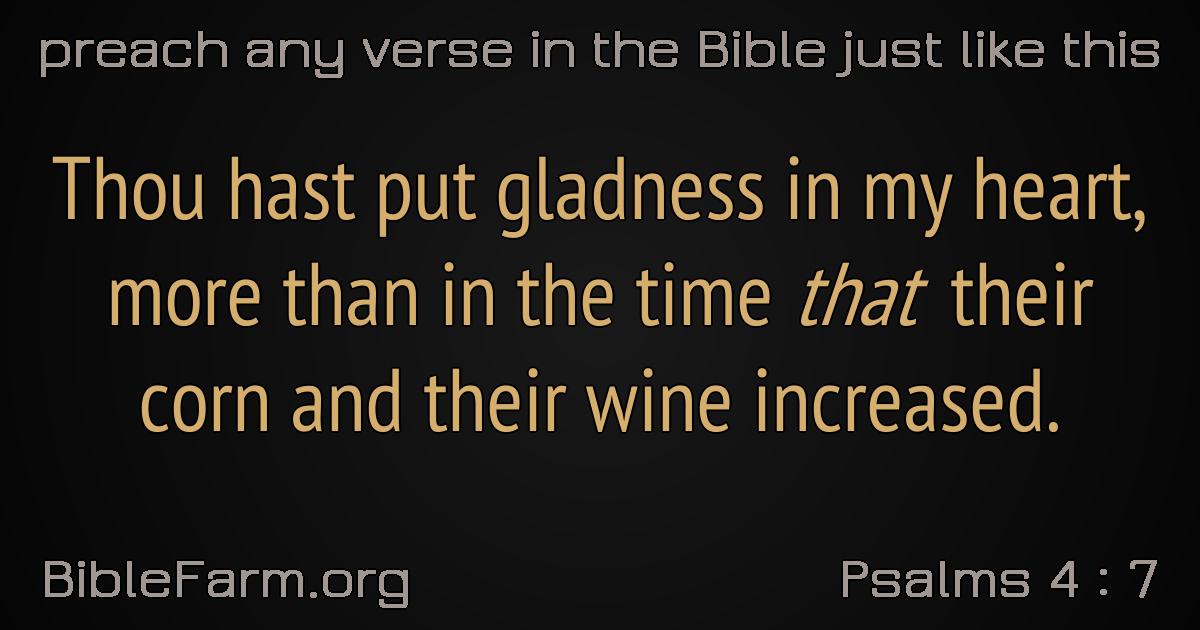 preach any verse in the Bible just like this
Thou hast put gladness in my heart,
more than in the time that their
corn and their wine increased.
BibleFarm.org
Psalms 4 : 7